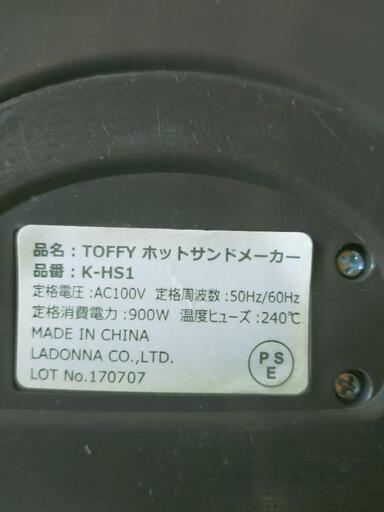 品名：TOFFY ホットサンドメーカー
品番：K-HS1
定格電圧：AC100V 定格周波数：50Hz/60Hz
定格消費電力：900W 温度ヒューズ：240℃
MADE IN CHINA
LADONNA CO.,LTD.
LOT No.170707
P S
E